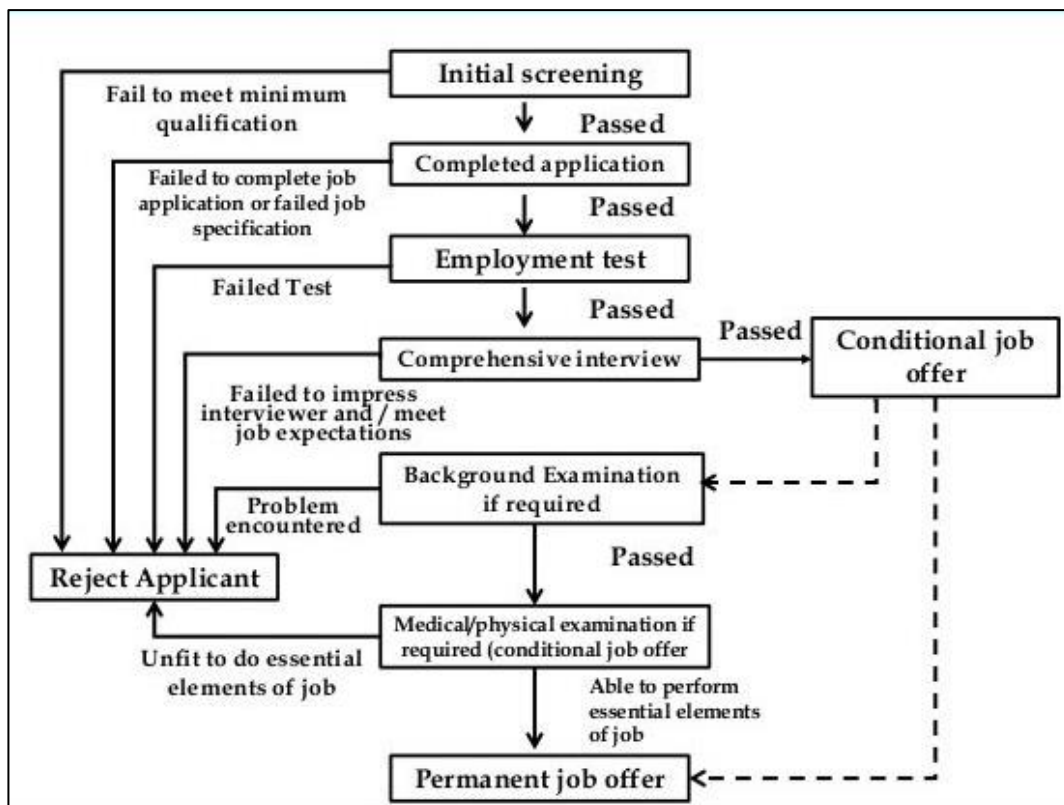 Initial screening
Fail to meet minimum
qualification
Passed
Completed application
Failed to complete job
application or failed job
specification
Passed
Employment test
Failed Test
Passed
Comprehensive interview
Passed
Conditional job
offer
Failed to impress
interviewer and / meet
job expectations
Background Examination
if required
Problem
encountered
Passed
Reject Applicant
Medical/physical examination if
required (conditional job offer
Unfit to do essential
elements of job
Able to perform
essential elements
of job
Permanent job offer